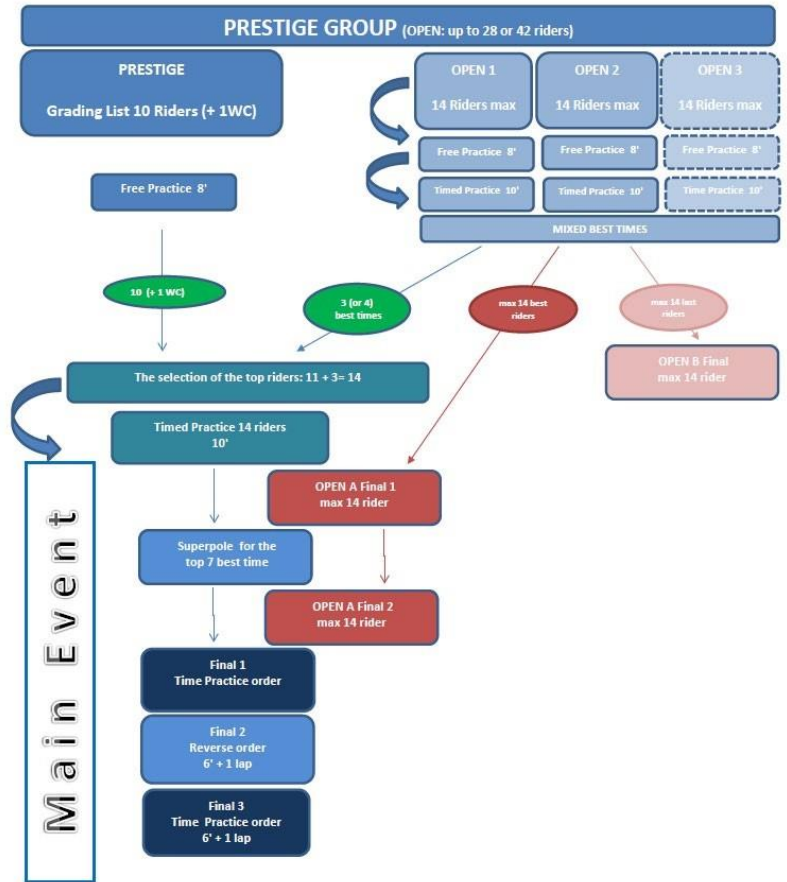 PRESTIGE GROUP (OPEN: up to 28 or 42 riders)
PRESTIGE
Grading List 10 Riders (+ 1WC)
OPEN 1
14 Riders max
OPEN 2
14 Riders max
OPEN 3
14 Riders max
Free Practice 8'
Free Practice 8'
Free Practice 8'
Free Practice 8'
Timed Practice 10'
Timed Practice 10'
Time Practice 10'
MIXED BEST TIMES
10 (+ 1 WC)
3 (or 4)
best times
max 14 best
riders
max 14 last
riders
OPEN B Final
max 14 rider
The selection of the top riders: 11 + 3= 14
Timed Practice 14 riders
10'
Main Event
OPEN A Final 1
max 14 rider
Superpole for the
top 7 best time
OPEN A Final 2
max 14 rider
Final 1
Time Practice order
Final 2
Reverse order
6' + 1 lap
Final 3
Time Practice order
6' + 1 lap